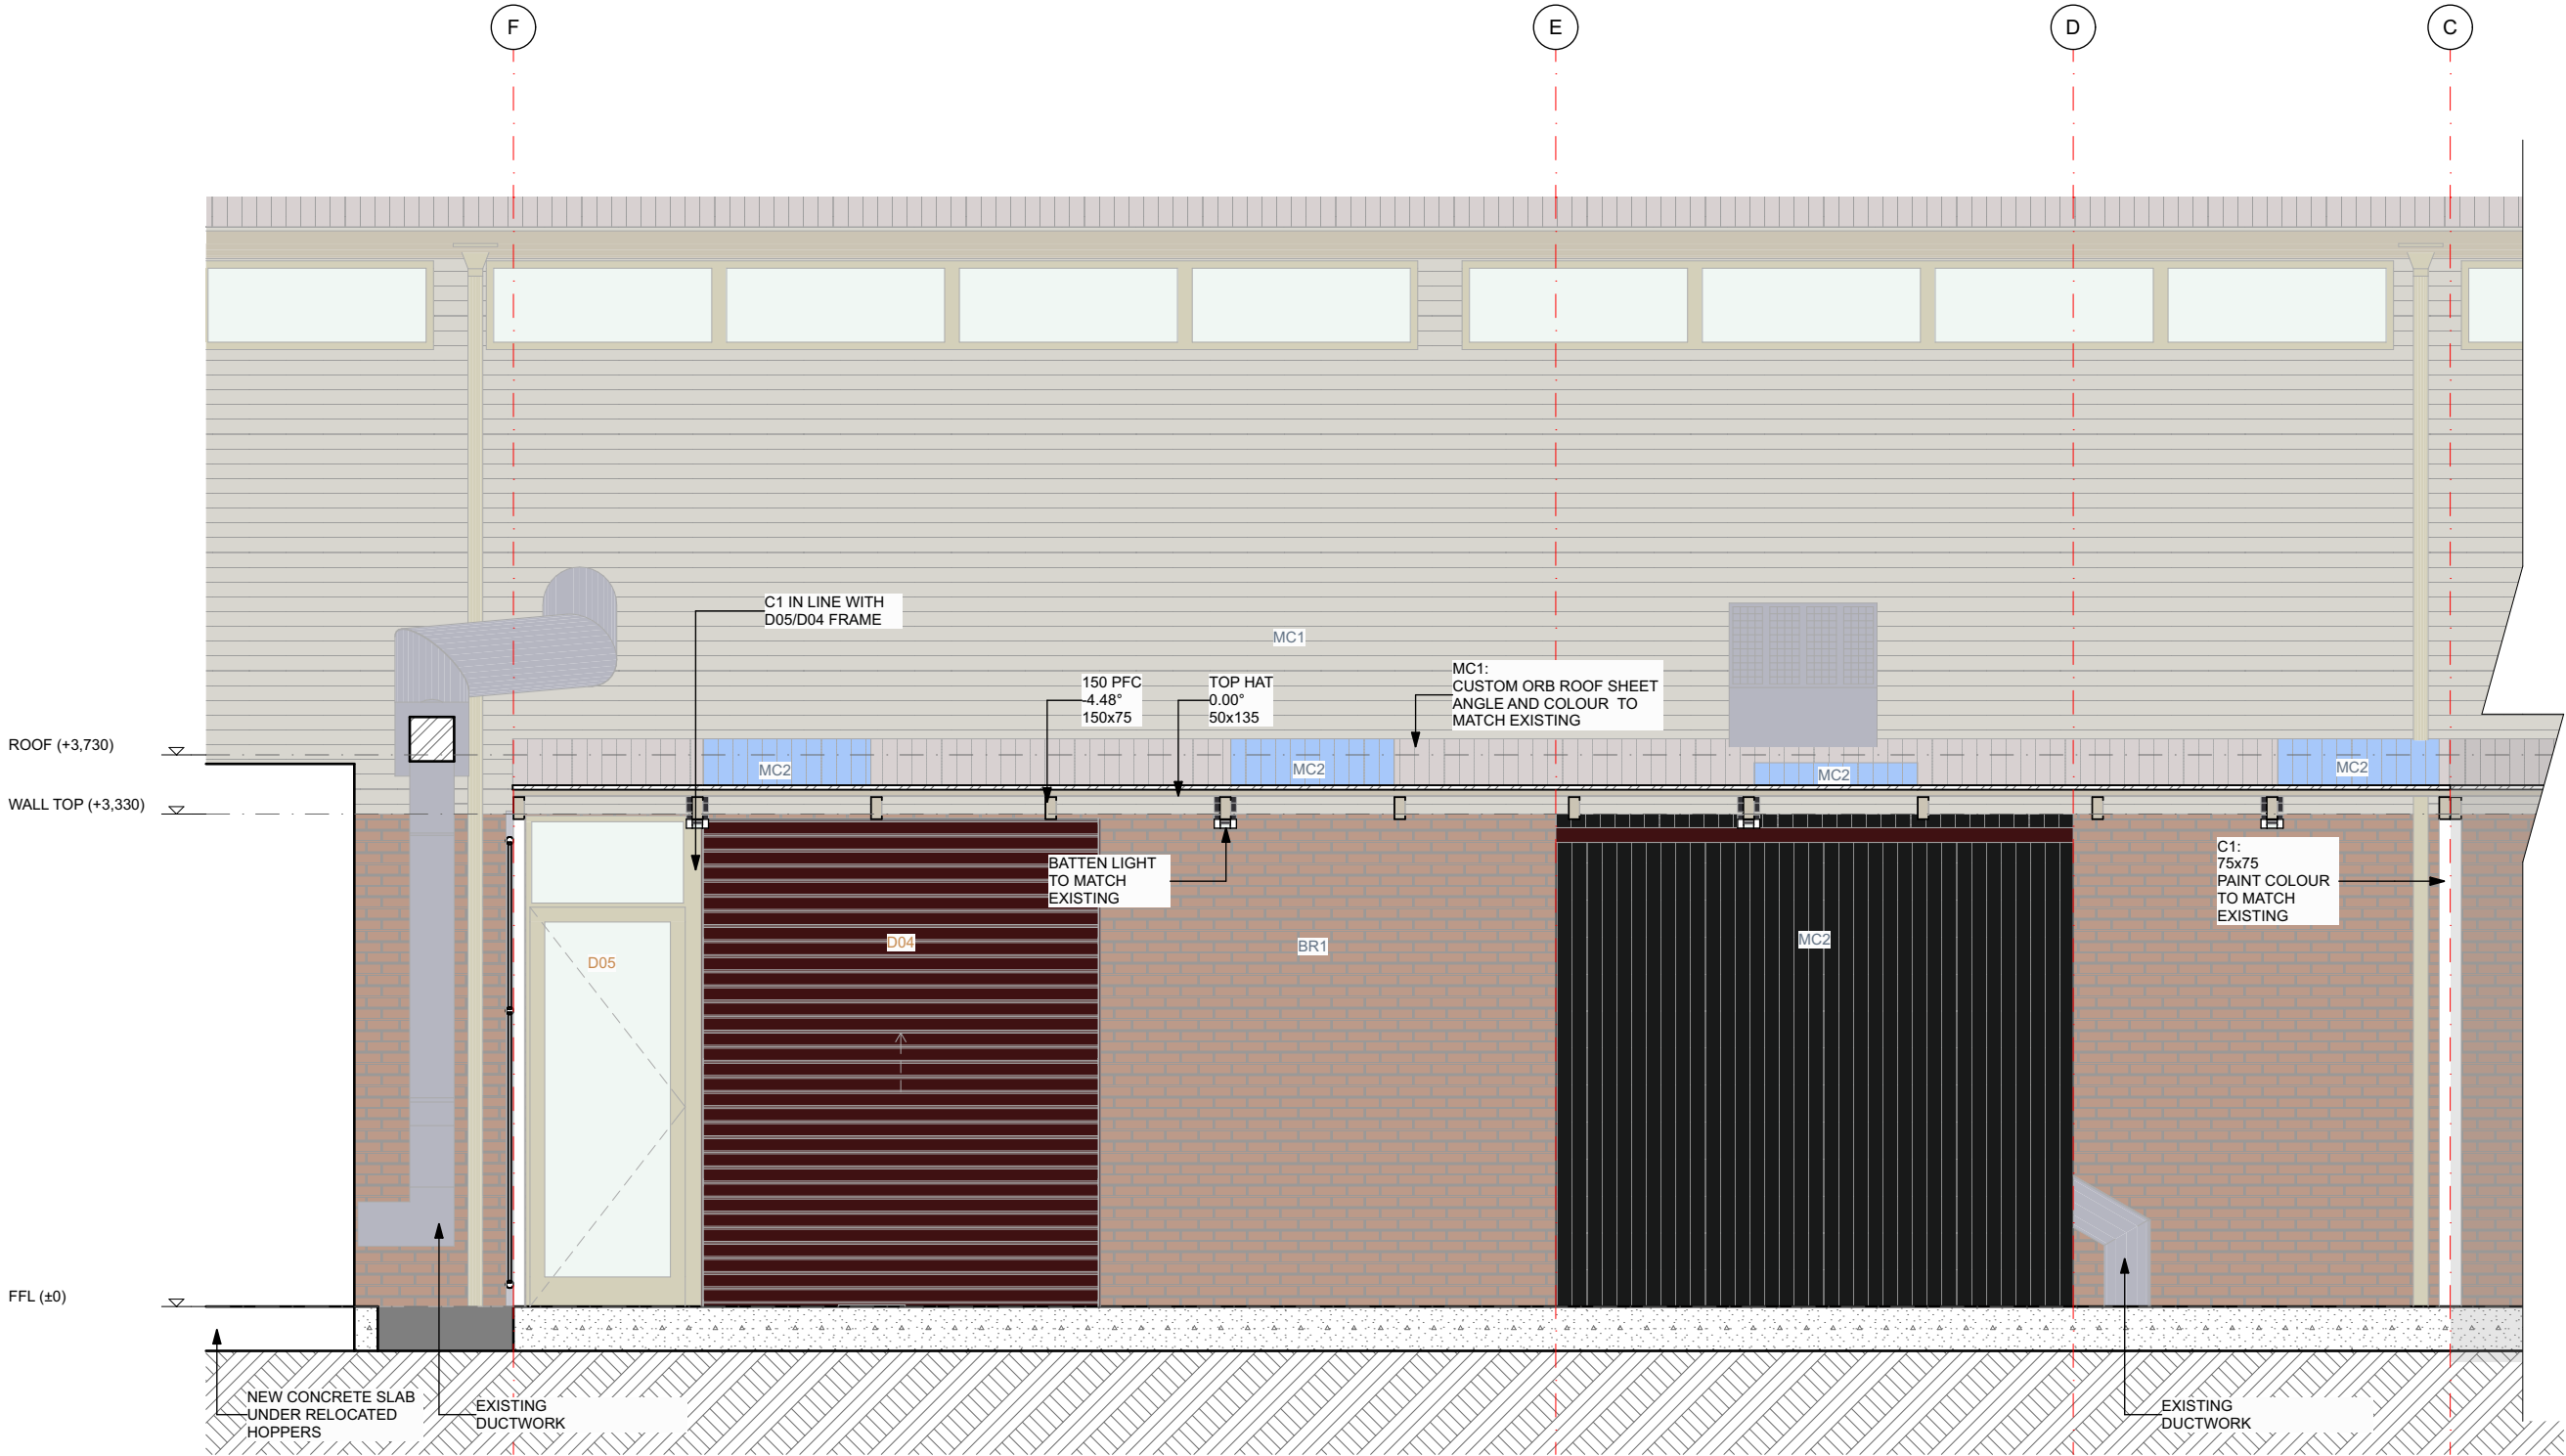 F
E
D
C
C1 IN LINE WITH
D05/D04 FRAME
MC1
150 PFC
-4.48°
150x75
TOP HAT
0.00°
50x135
MC1:
CUSTOM ORB ROOF SHEET
ANGLE AND COLOUR TO
MATCH EXISTING
ROOF (+3,730)
MC2
MC2
MC2
MC2
WALL TOP (+3,330)
BATTEN LIGHT
TO MATCH
EXISTING
C1:
75x75
PAINT COLOUR
TO MATCH
EXISTING
D05
D04
BR1
MC2
FFL (±0)
NEW CONCRETE SLAB
UNDER RELOCATED
HOPPERS
EXISTING
DUCTWORK
EXISTING
DUCTWORK